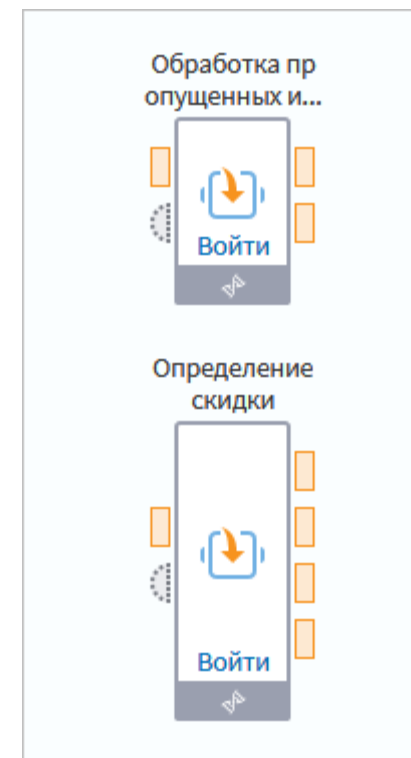 Обработка пр
опущенных и...
Войти
Определение
скидки
Войти